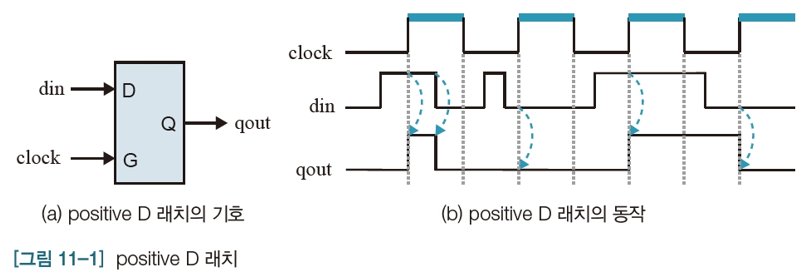 clock
din
D
din
Q
qout
clock
G
qout
(a) positive D 래치의 기호
(b) positive D 래치의 동작
[그림 11–1] positive D 래치